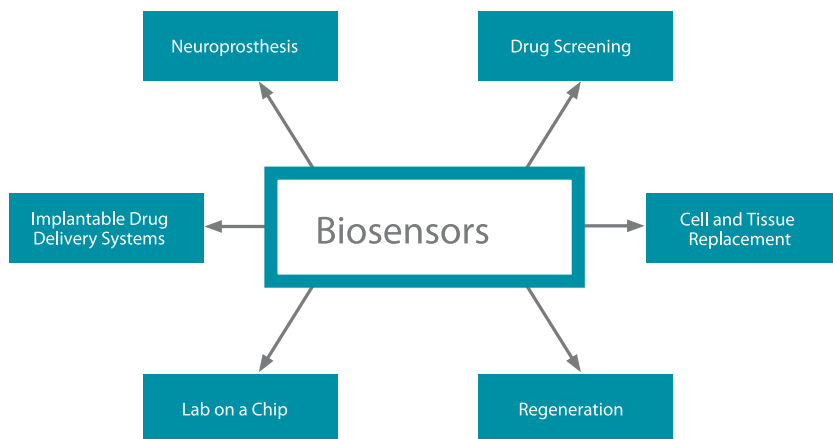 Neuroprosthesis
Drug Screening
Implantable Drug
Delivery Systems
Biosensors
Cell and Tissue
Replacement
Lab on a Chip
Regeneration